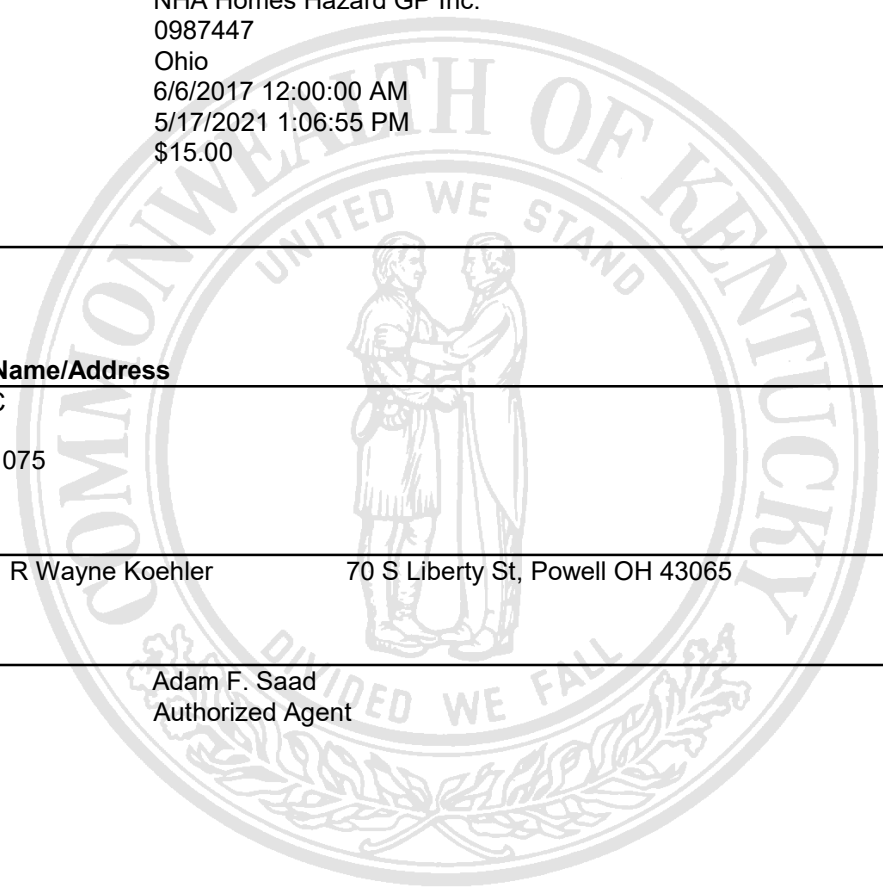 NHA Homes Hazard GP Inc.
0987447
Ohio
6/6/2017 12:00:00 AM
5/17/2021 1:06:55 PM
$15.00
COMMONWEALTH OF KENTUCKY
UNITED WE STAND
Name/Address
C
075
R Wayne Koehler 70 S Liberty St, Powell OH 43065
DIVIDED WE FALL
Adam F. Saad
Authorized Agent